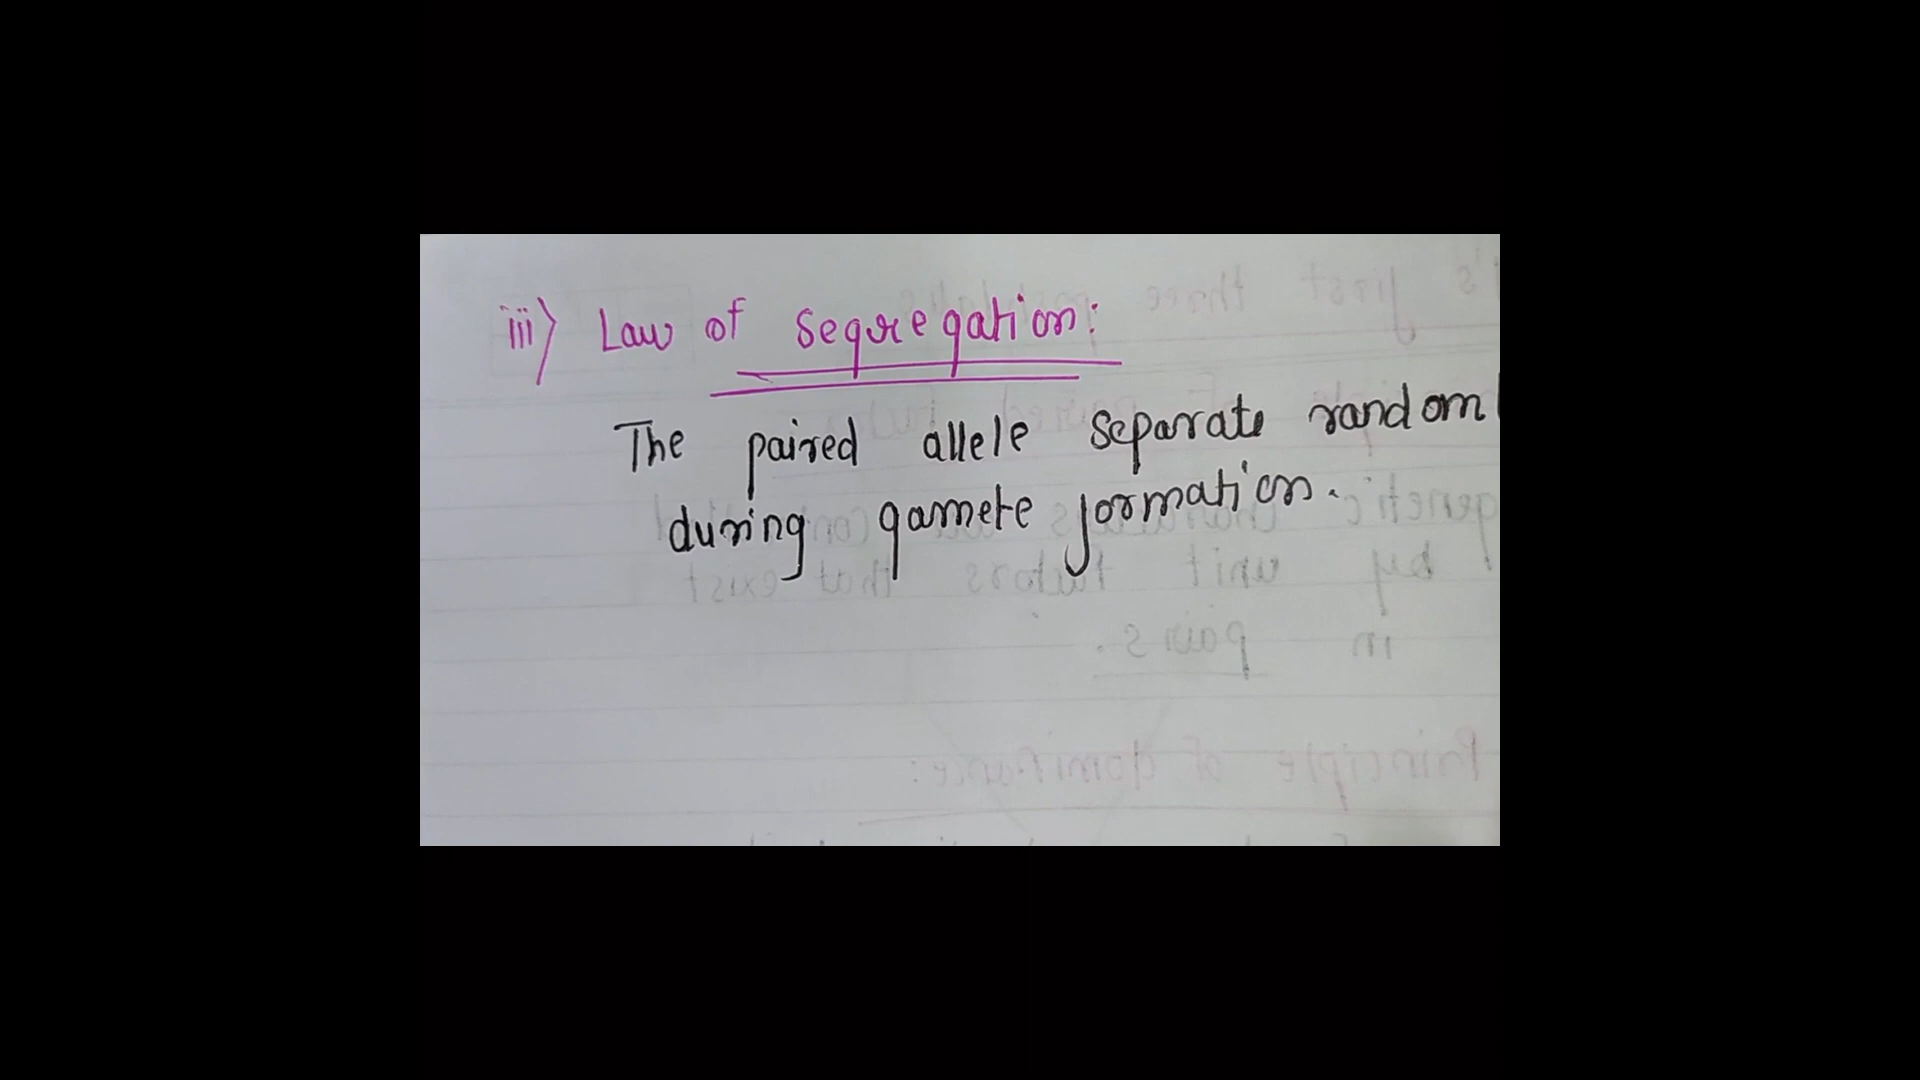 iii) Law of Segregation:
The paired allele separate random
during gamete formation.